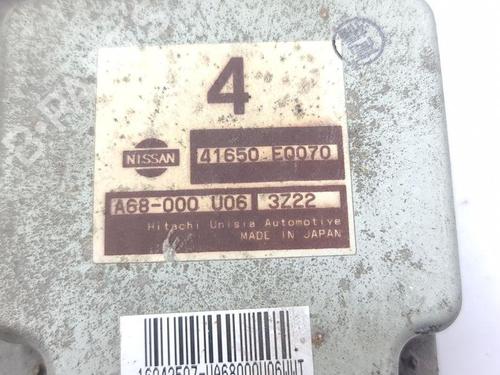 4
NISSAN 41650 EQ070
A68-000 U06 3Z22
Hitachi Unisia Automotive
MADE IN JAPAN